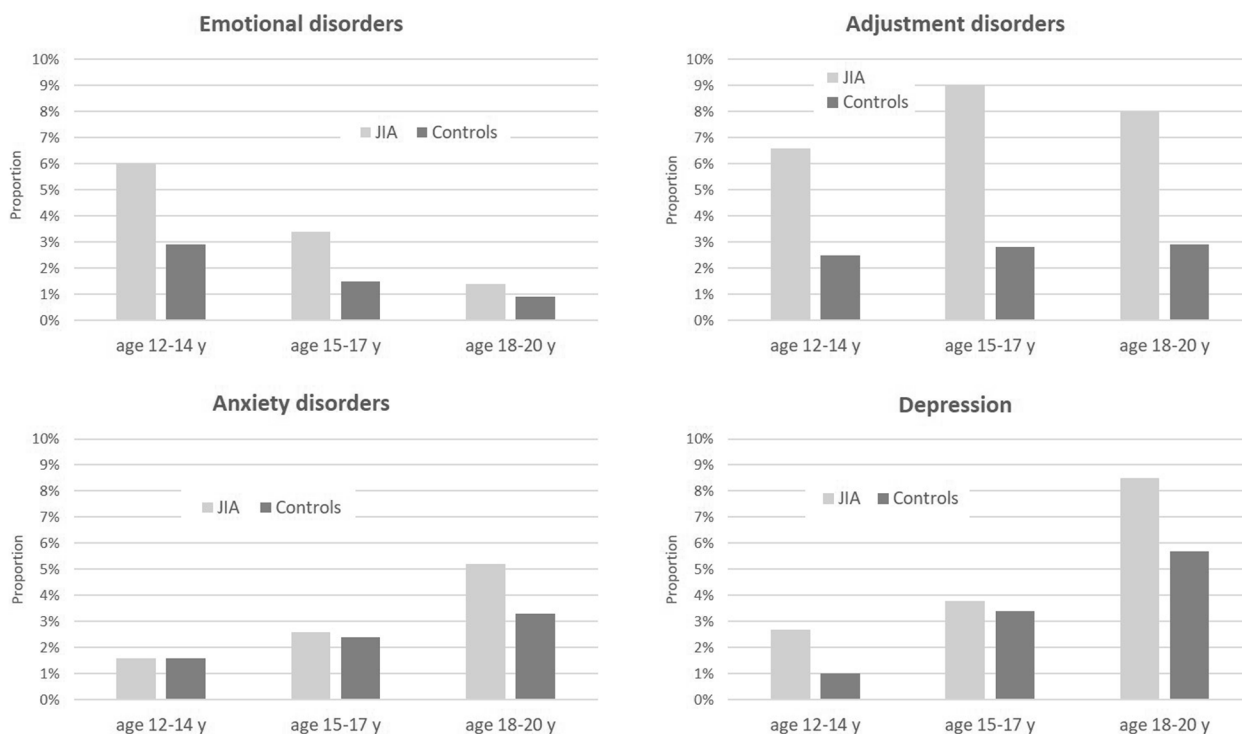 Emotional disorders
10%
9%
8%
7%
6%
5%
4%
3%
2%
1%
0%
Proportion
JIA Controls
age 12-14 y age 15-17 y age 18-20 y
Adjustment disorders
10%
9%
8%
7%
6%
5%
4%
3%
2%
1%
0%
Proportion
JIA
Controls
age 12-14 y age 15-17 y age 18-20 y
Anxiety disorders
10%
9%
8%
7%
6%
5%
4%
3%
2%
1%
0%
Proportion
JIA Controls
age 12-14 y age 15-17 y age 18-20 y
Depression
10%
9%
8%
7%
6%
5%
4%
3%
2%
1%
0%
Proportion
JIA Controls
age 12-14 y age 15-17 y age 18-20 y